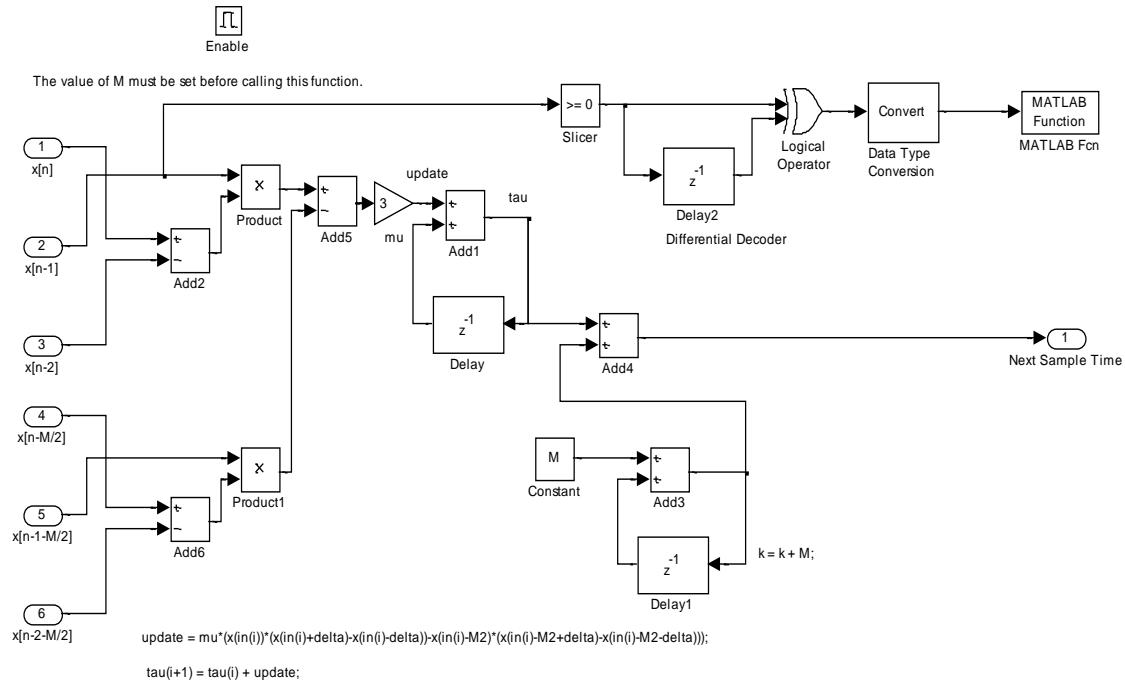 Enable
The value of M must be set before calling this function.
1
x[n]
2
x[n-1]
3
x[n-2]
4
x[n-M/2]
5
x[n-1-M/2]
6
x[n-2-M/2]
+
−
Add2
+
−
Add6
x
Product
x
Product1
+
−
Add5
3
mu
update
+
+
Add1
tau
z-1
Delay
>= 0
Slicer
z-1
Delay2
Differential Decoder
Logical
Operator
Convert
Data Type
Conversion
MATLAB
Function
MATLAB Fcn
+
+
Add4
1
Next Sample Time
M
Constant
+
+
Add3
z-1
Delay1
k = k + M;
update = mu*(x(in(i))*(x(in(i)+delta)-x(in(i)-delta))-x(in(i)-M2)*(x(in(i)-M2+delta)-x(in(i)-M2-delta)));
tau(i+1) = tau(i) + update;